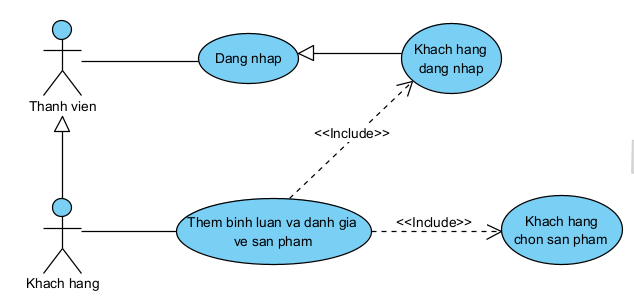 Dang nhap
Khach hang
dang nhap
Thanh vien
<<Include>>
Them binh luan va danh gia
ve san pham
<<Include>>
Khach hang
chon san pham
Khach hang